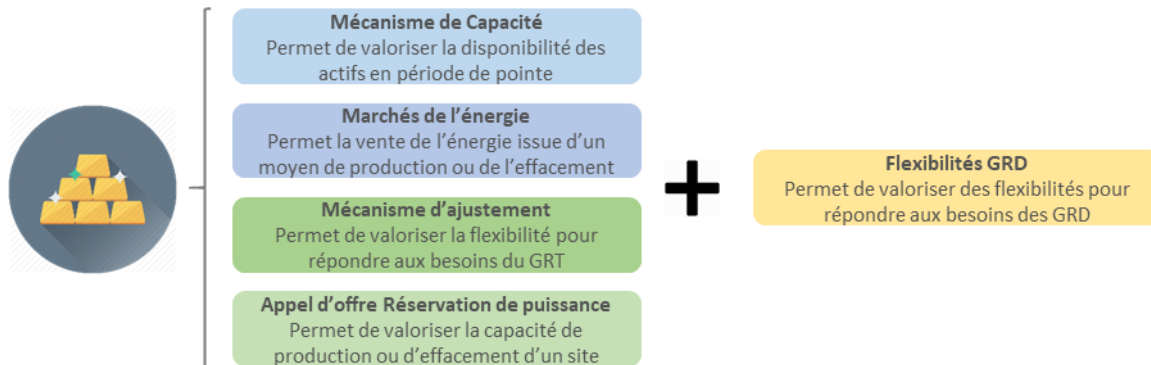 Mécanisme de Capacité
Permet de valoriser la disponibilité des
actifs en période de pointe
Marchés de l'énergie
Permet la vente de l'énergie issue d'un
moyen de production ou de l'effacement
Mécanisme d'ajustement
Permet de valoriser la flexibilité pour
répondre aux besoins du GRT
Appel d'offre Réservation de puissance
Permet de valoriser la capacité de
production ou d'effacement d'un site
Flexibilités GRD
Permet de valoriser des flexibilités pour
répondre aux besoins des GRD